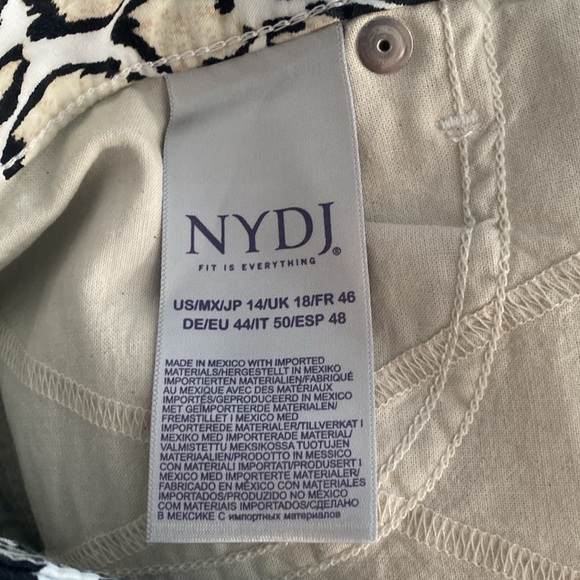 NYDJ®
FIT IS EVERYTHING
US/MX/JP 14/UK 18/FR 46
DE/EU 44/IT 50/ESP 48
MADE IN MEXICO WITH IMPORTED
MATERIALS/HERGESTELLT IN MEXIKO
IMPORTIERTEN MATERIALIEN/FABRIQUÉ
AU MEXIQUE AVEC DES MATÉRIAUX
IMPORTÉS/GEPRODUCEERD IN MEXICO
MET GEÏMPORTEERDE MATERIALEN/
FREMSTILLET I MEXICO MED
IMPORTEREDE MATERIALER/TILLVERKAT I
MEXIKO MED IMPORTERADE MATERIAL/
VALMISTETTU MEKSIKOSSA TUOTUJEN
MATERIAALIEN/PRODOTTO IN MESSICO
CON MATERIALI IMPORTATI/PRODUSERT I
MEXICO MED IMPORTERTE MATERIALER/
FABRICADO EN MÉXICO CON MATERIALES
IMPORTADOS/PRODUZIDO NO MÉXICO
COM MATERIAIS IMPORTADOS/СДЕЛАНО
В МЕКСИКЕ С импортных материалов